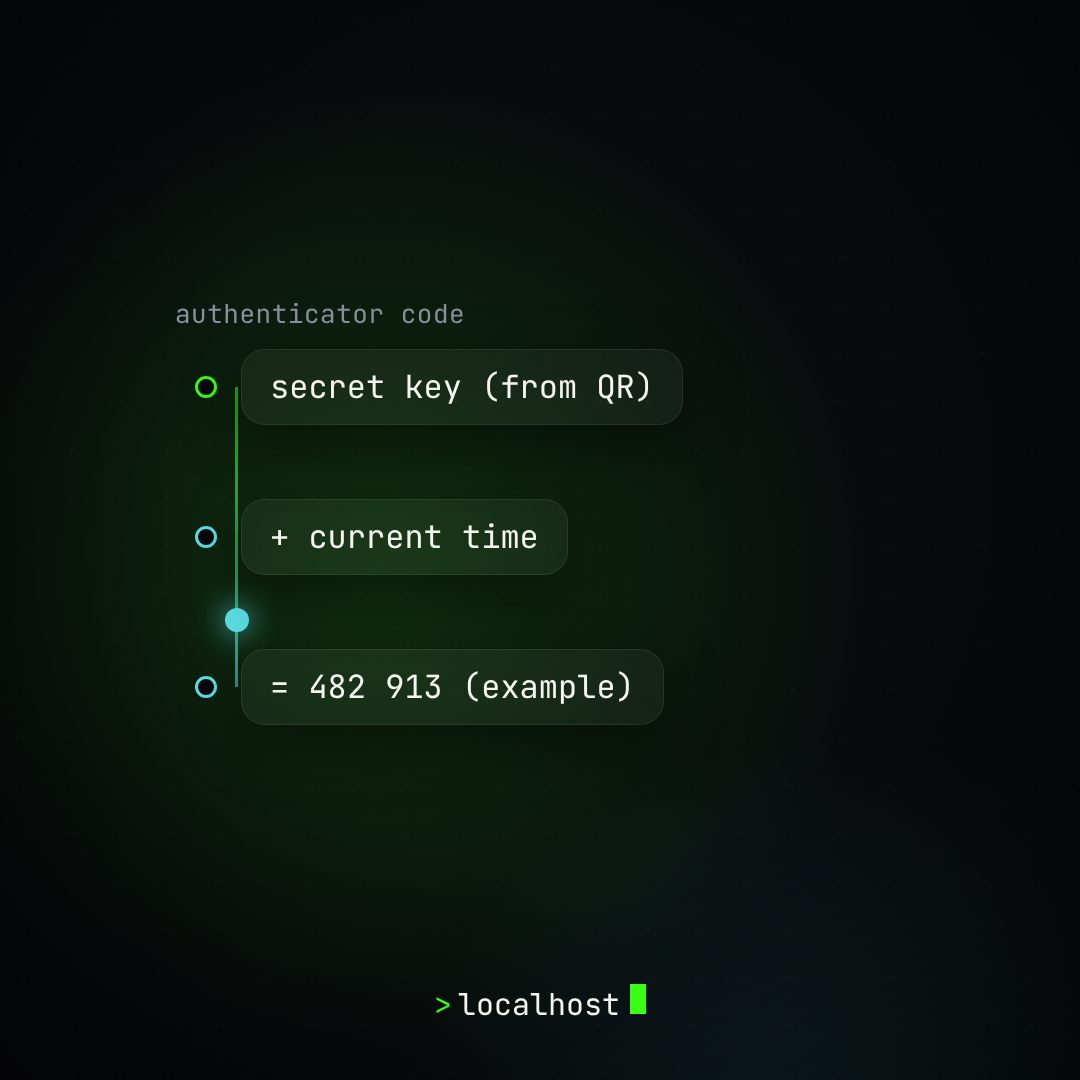 authenticator code
secret key (from QR)
+ current time
= 482 913 (example)
>localhost